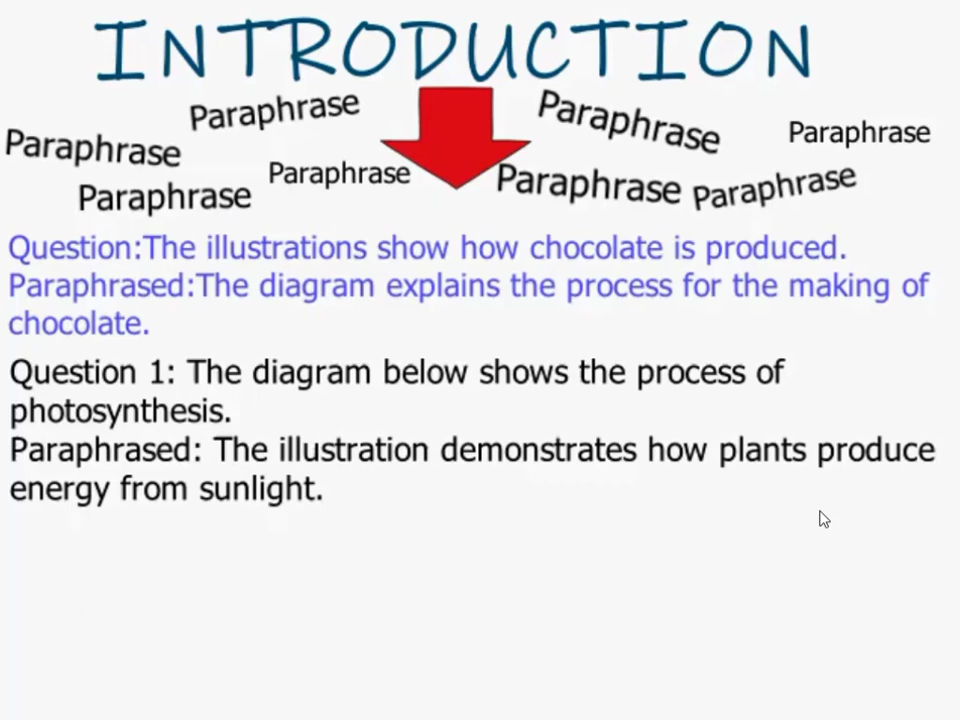 INTRODUCTION
Paraphrase
Paraphrase
Paraphrase
Paraphrase
Paraphrase
Paraphrase
Paraphrase
Paraphrase
Question:The illustrations show how chocolate is produced.
Paraphrased:The diagram explains the process for the making of
chocolate.
Question 1: The diagram below shows the process of
photosynthesis.
Paraphrased: The illustration demonstrates how plants produce
energy from sunlight.